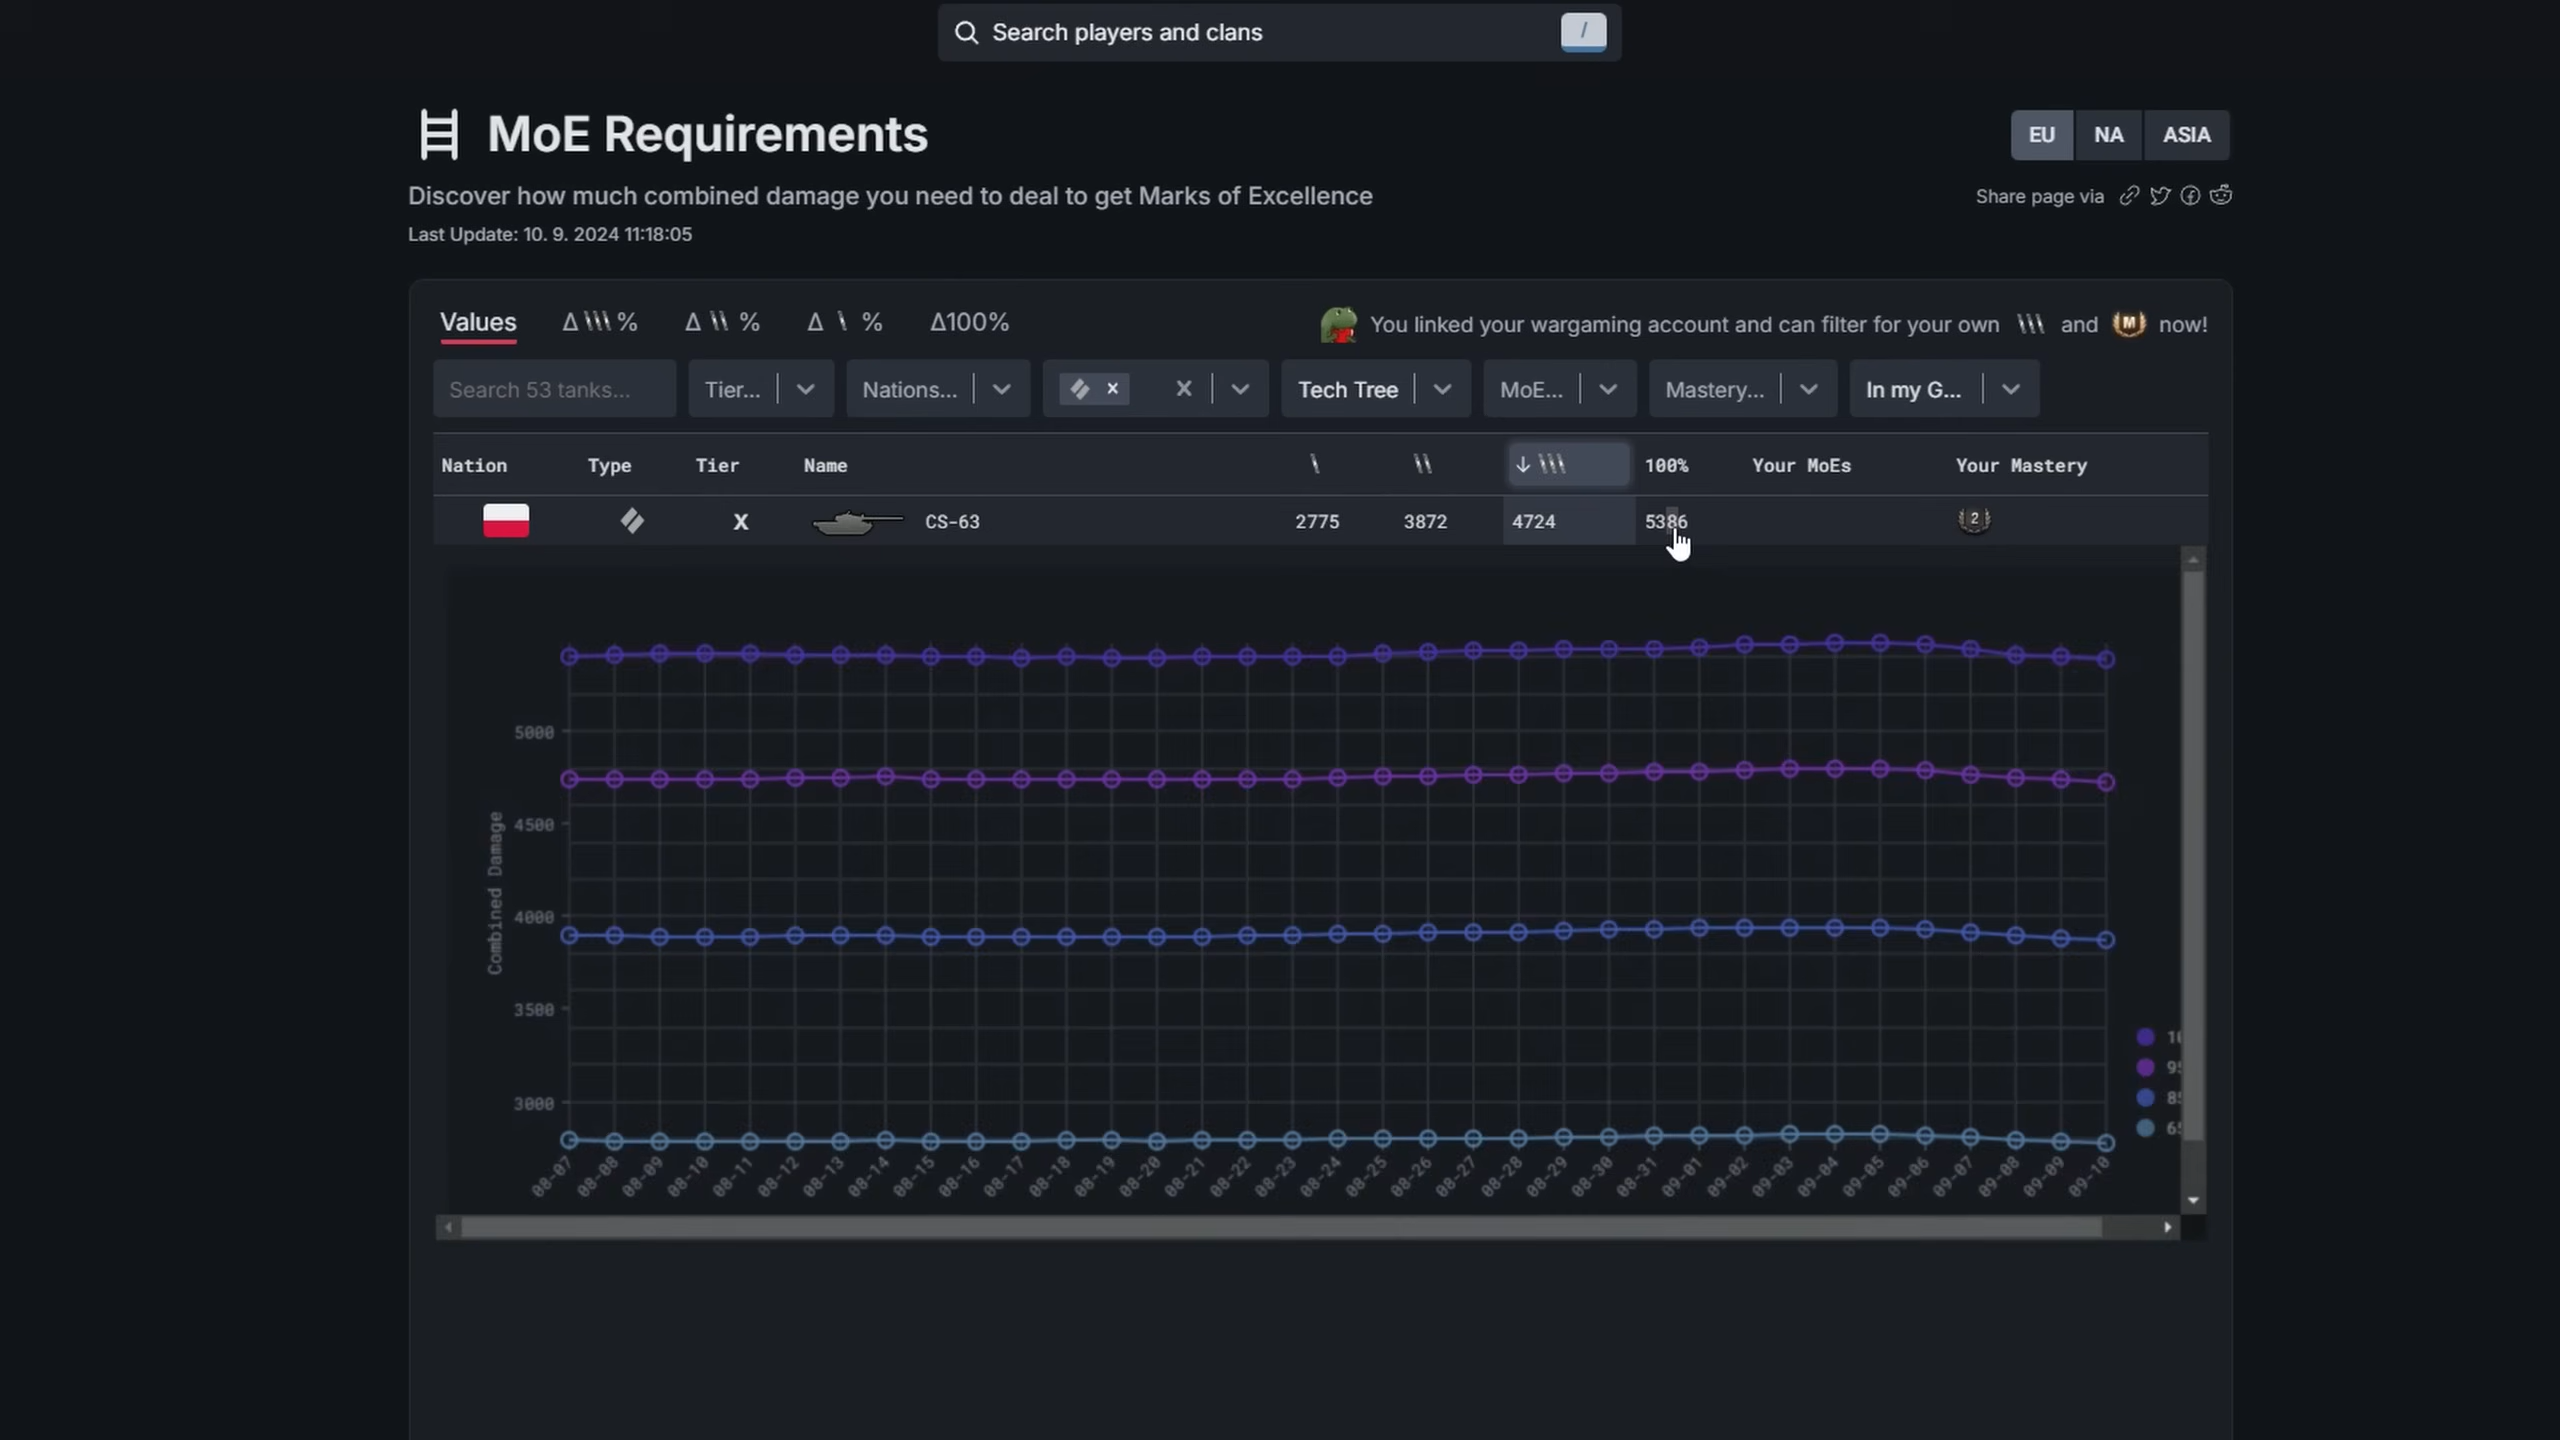 Search players and clans /
MoE Requirements
EU NA ASIA
Discover how much combined damage you need to deal to get Marks of Excellence
Share page via
Last Update: 10. 9. 2024 11:18:05
Values Δ % Δ % Δ % Δ100%
You linked your wargaming account and can filter for your own and M now!
Search 53 tanks... Tier... Nations... Tech Tree MoE... Mastery... In my G...
Nation Type Tier Name 100% Your MoEs Your Mastery
X CS-63 2775 3872 4724 5386 2
Combined Damage
5000
4500
4000
3500
3000
08-07 08-08 08-09 08-10 08-11 08-12 08-13 08-14 08-15 08-16 08-17 08-18 08-19 08-20 08-21 08-22 08-23 08-24 08-25 08-26 08-27 08-28 08-29 08-30 08-31 09-01 09-02 09-03 09-04 09-05 09-06 09-07 09-08 09-09 09-10